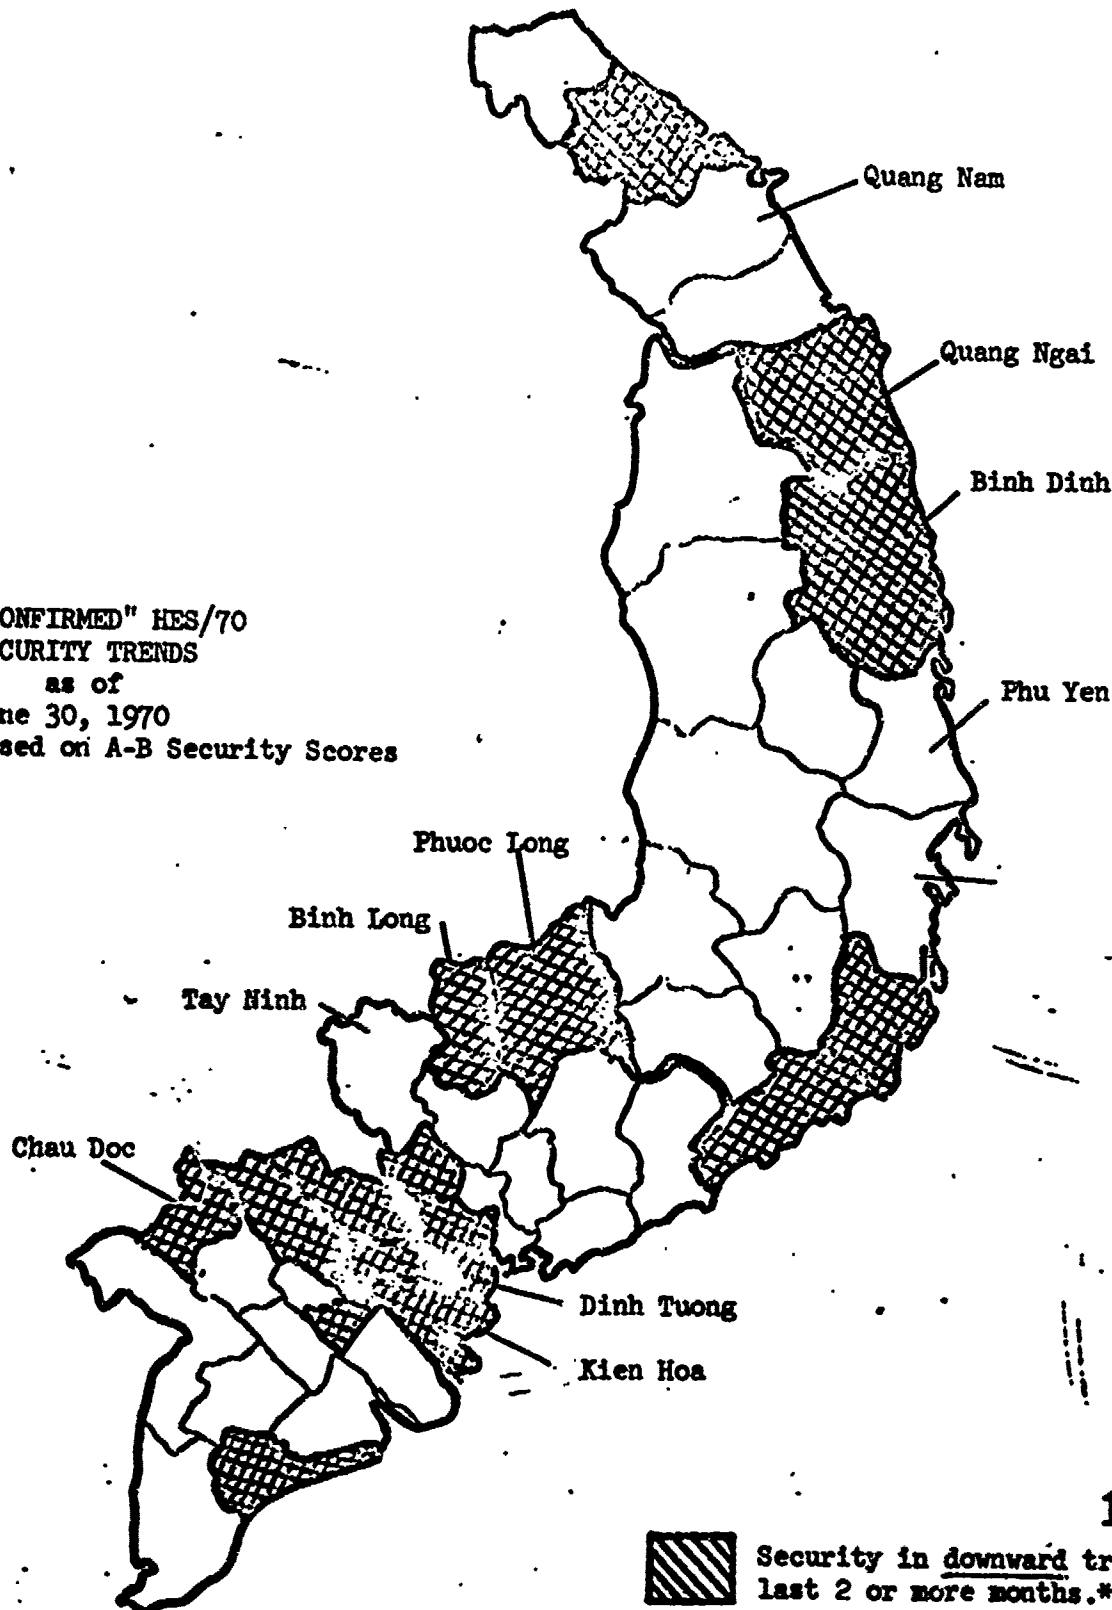 Quang Nam
Quang Ngai
Binh Dinh
ONFIRMED" HES/70
CURITY TRENDS
as of
ne 30, 1970
sed on A-B Security Scores
Phu Yen
Phuoc Long
Binh Long
Tay Ninh
Chau Doc
Dinh Tuong
Kien Hoa
1
Security in downward tr
last 2 or more months.*